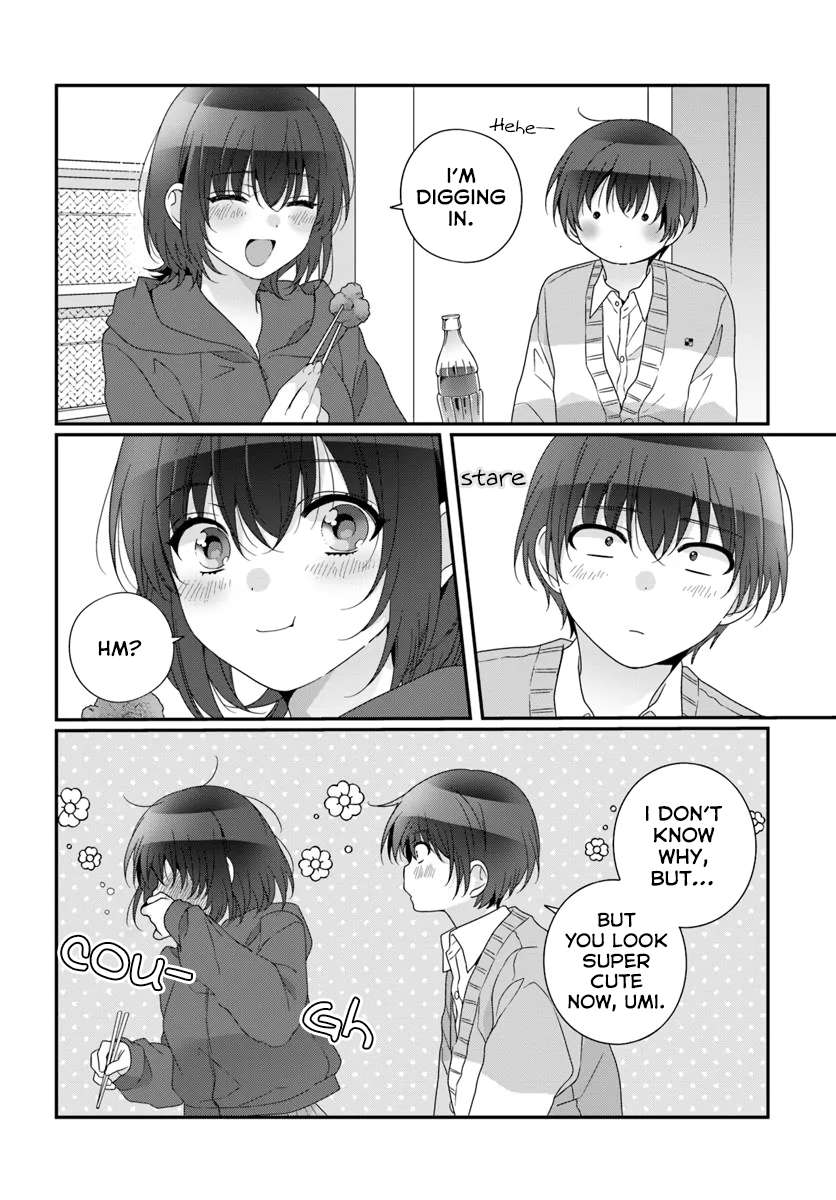 Hehe—
I'M
DIGGING
IN.
stare
HM?
I DON'T
KNOW
WHY,
BUT...
BUT
YOU LOOK
SUPER
CUTE
NOW, UMI.
COU-
Gh